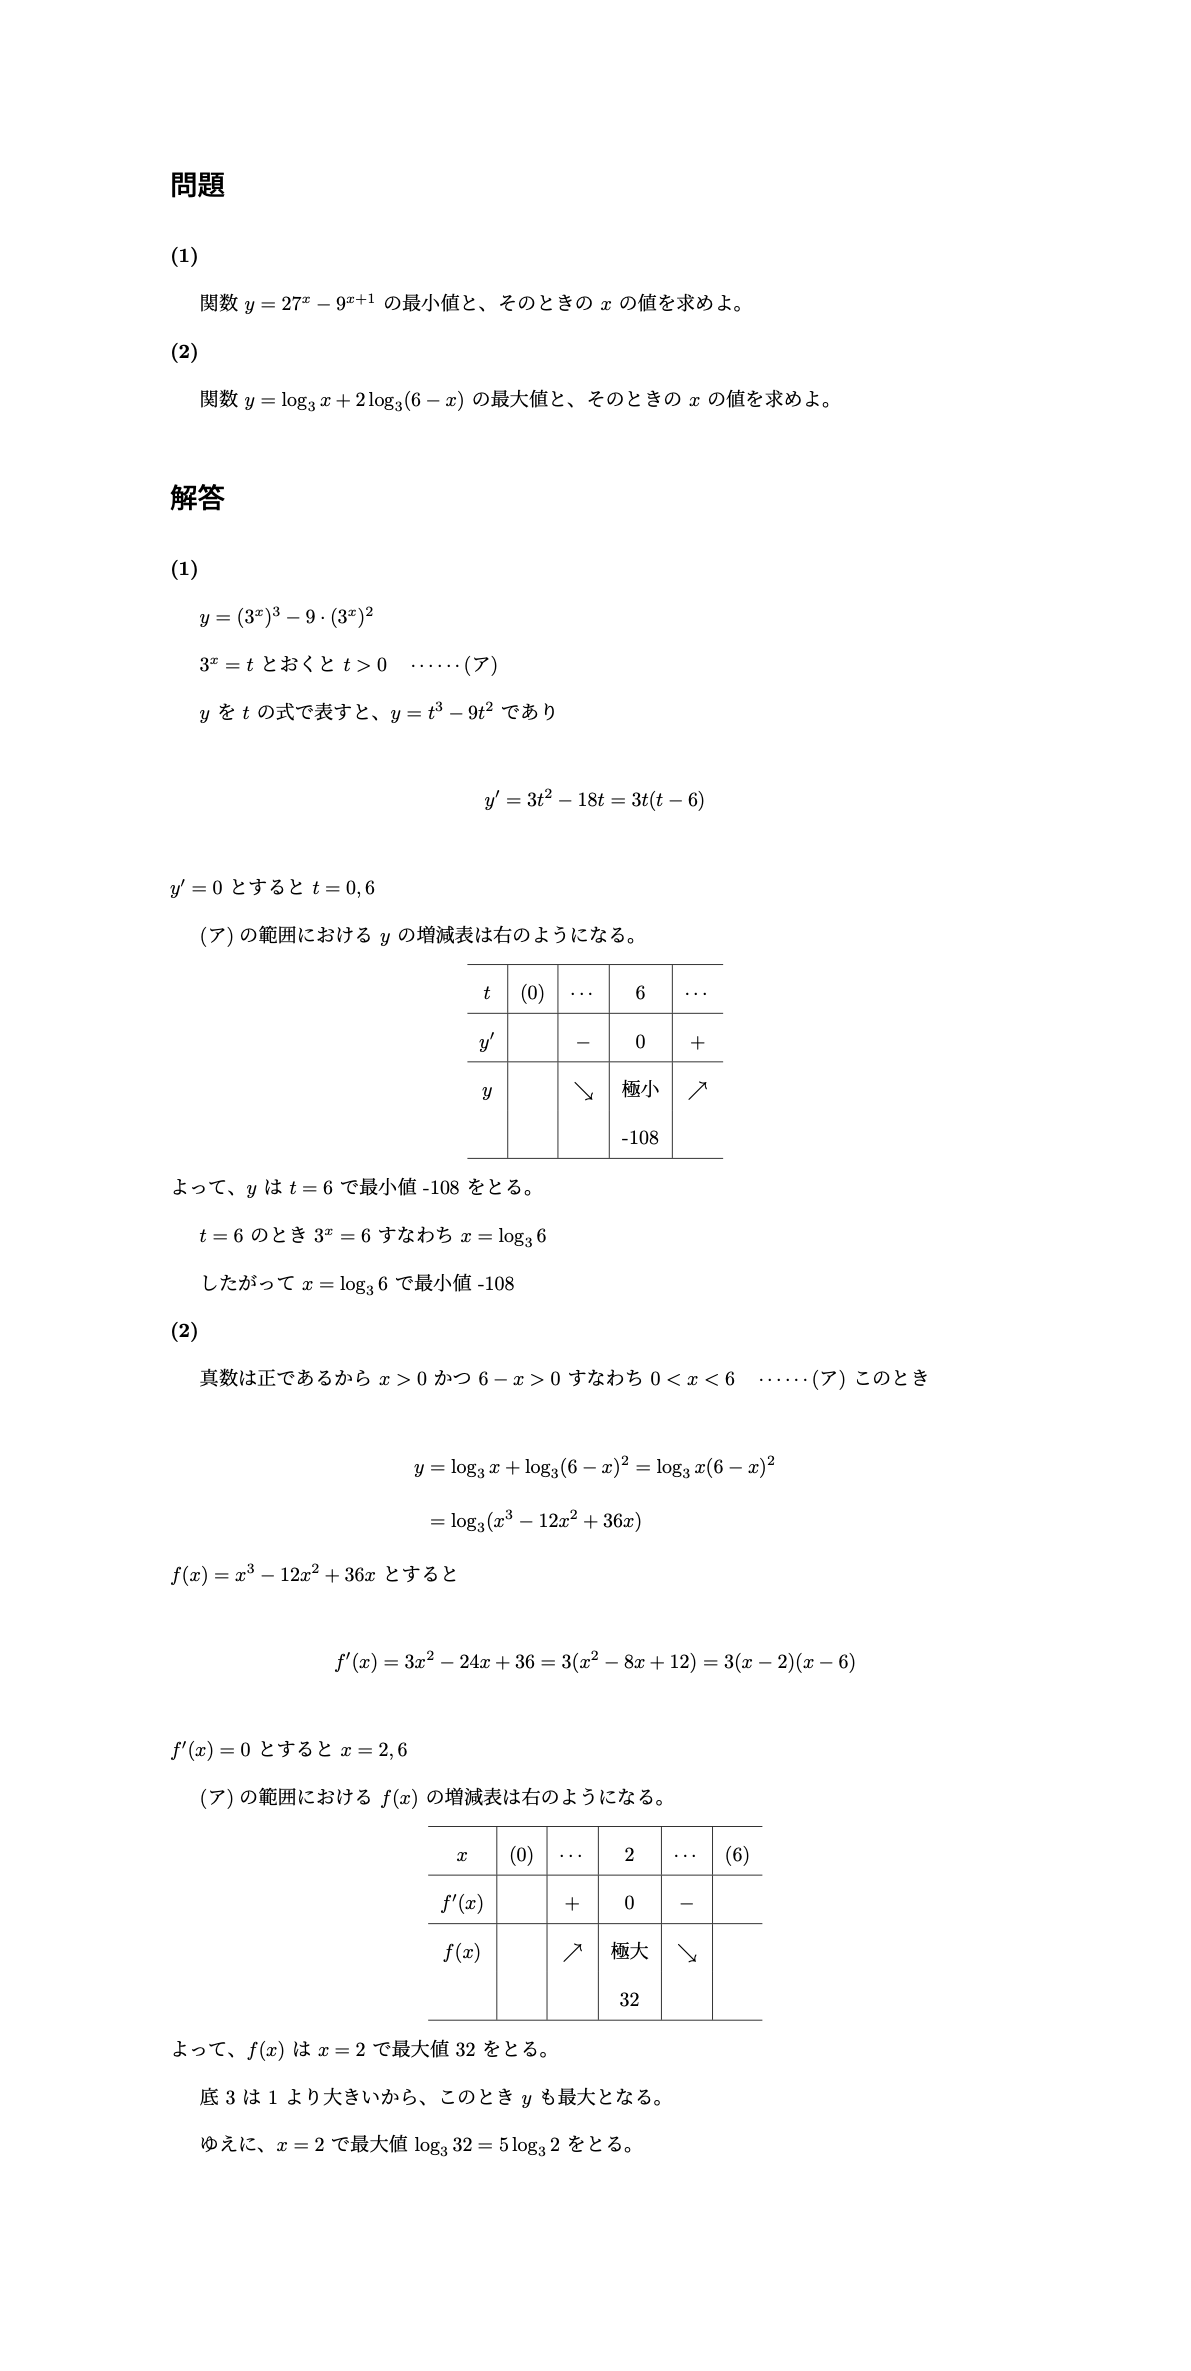 問題
(1)
関数 y = 27^x − 9^{x+1} の最小値と、そのときの x の値を求めよ。
(2)
関数 y = log_3 x + 2 log_3(6 − x) の最大値と、そのときの x の値を求めよ。
解答
(1)
y = (3^x)^3 − 9 · (3^x)^2
3^x = t とおくと t > 0 ······(ア)
y を t の式で表すと、y = t^3 − 9t^2 であり
y′ = 3t^2 − 18t = 3t(t − 6)
y′ = 0 とすると t = 0, 6
(ア) の範囲における y の増減表は右のようになる。
t (0) ··· 6 ···
y′ − 0 +
y ↘ 極小 ↗
-108
よって、y は t = 6 で最小値 -108 をとる。
t = 6 のとき 3^x = 6 すなわち x = log_3 6
したがって x = log_3 6 で最小値 -108
(2)
真数は正であるから x > 0 かつ 6 − x > 0 すなわち 0 < x < 6 ······(ア) このとき
y = log_3 x + log_3(6 − x)^2 = log_3 x(6 − x)^2
= log_3(x^3 − 12x^2 + 36x)
f(x) = x^3 − 12x^2 + 36x とすると
f′(x) = 3x^2 − 24x + 36 = 3(x^2 − 8x + 12) = 3(x − 2)(x − 6)
f′(x) = 0 とすると x = 2, 6
(ア) の範囲における f(x) の増減表は右のようになる。
x (0) ··· 2 ··· (6)
f′(x) + 0 −
f(x) ↗ 極大 ↘
32
よって、f(x) は x = 2 で最大値 32 をとる。
底 3 は 1 より大きいから、このとき y も最大となる。
ゆえに、x = 2 で最大値 log_3 32 = 5 log_3 2 をとる。